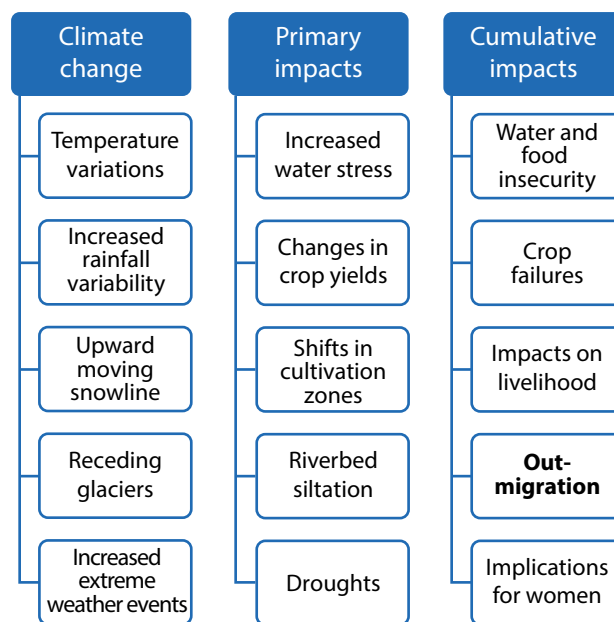 Climate
change
Temperature
variations
Increased
rainfall
variability
Upward
moving
snowline
Receding
glaciers
Increased
extreme
weather events
Primary
impacts
Increased
water stress
Changes in
crop yields
Shifts in
cultivation
zones
Riverbed
siltation
Droughts
Cumulative
impacts
Water and
food
insecurity
Crop
failures
Impacts on
livelihood
Out-
migration
Implications
for women